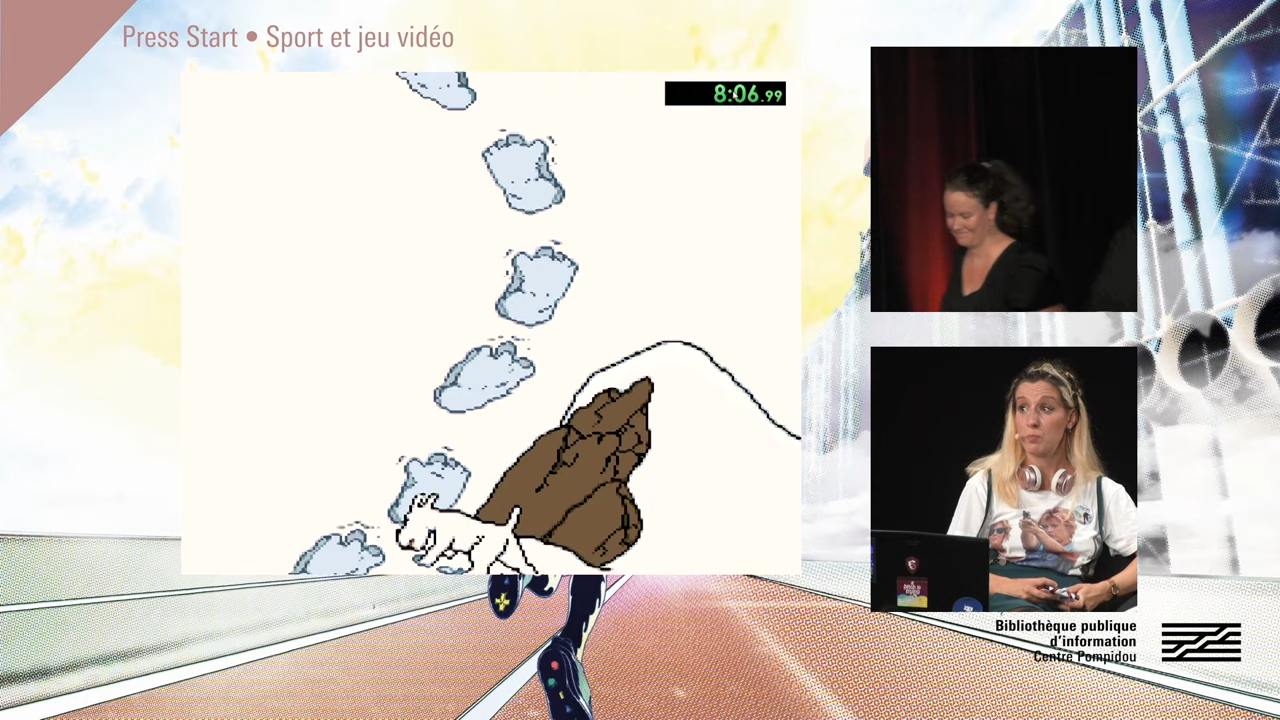 Press Start • Sport et jeu vidéo
8:06.99
Bibliothèque publique
d'information
Centre Pompidou